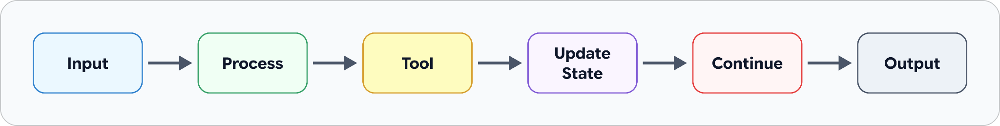 Input
Process
Tool
Update
State
Continue
Output